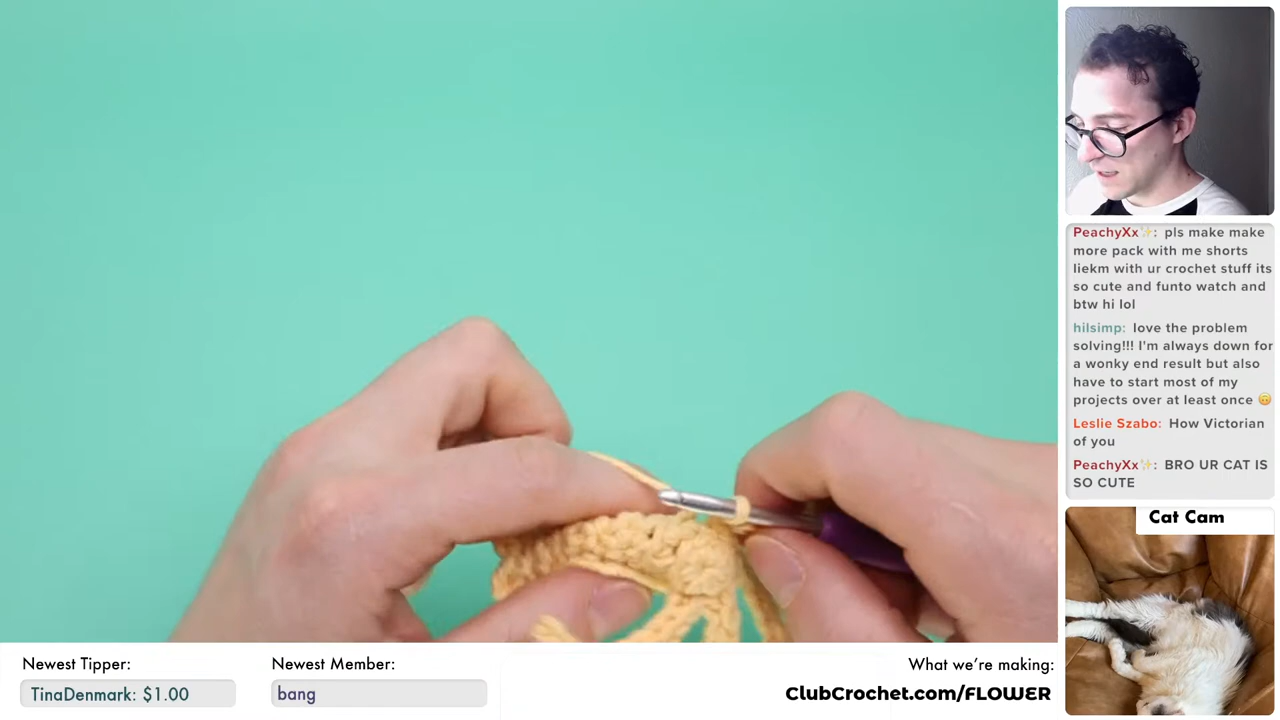 PeachyXx✨: pls make make
more pack with me shorts
liekm with ur crochet stuff its
so cute and funto watch and
btw hi lol
hilsimp: love the problem
solving!!! I'm always down for
a wonky end result but also
have to start most of my
projects over at least once 🙃
Leslie Szabo: How Victorian
of you
PeachyXx✨: BRO UR CAT IS
SO CUTE
Cat Cam
Newest Tipper:
TinaDenmark: $1.00
Newest Member:
bang
What we're making:
ClubCrochet.com/FLOWER